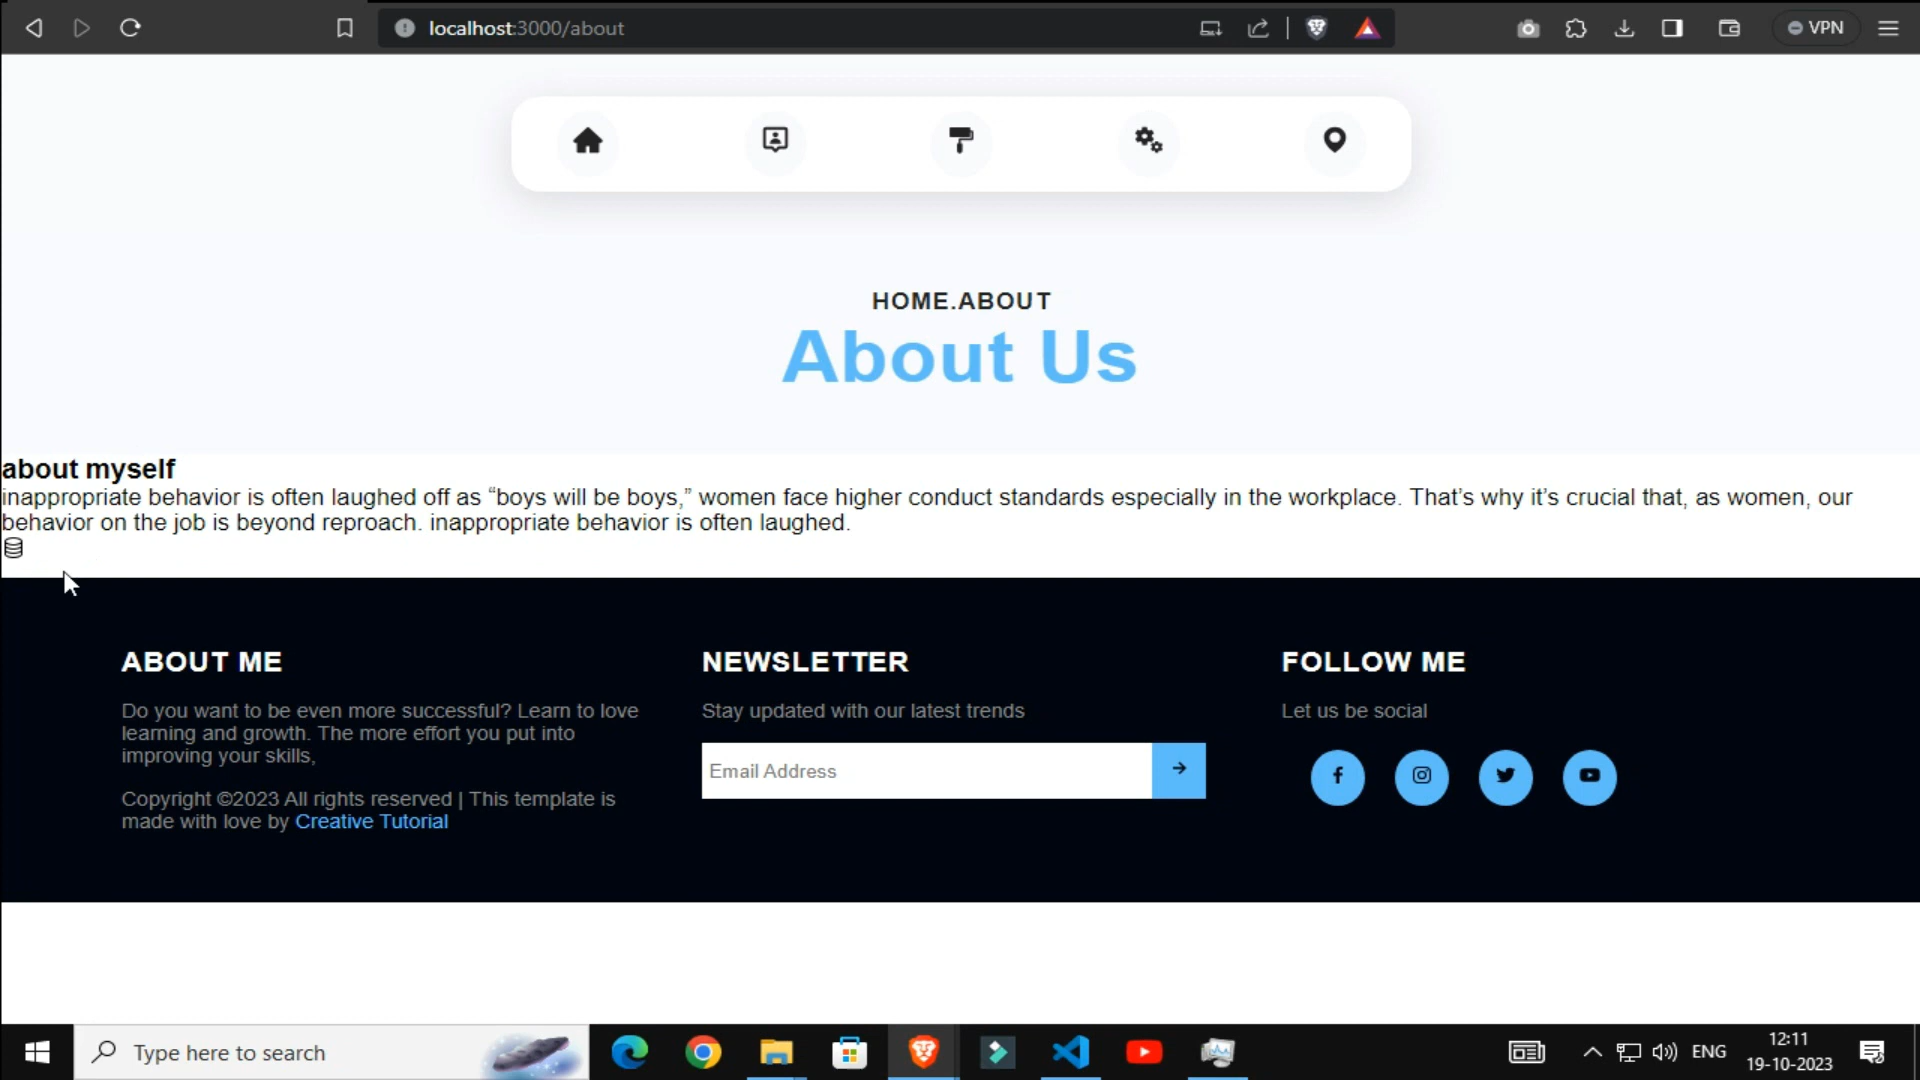 localhost:3000/about
VPN
HOME.ABOUT
About Us
about myself
inappropriate behavior is often laughed off as “boys will be boys,” women face higher conduct standards especially in the workplace. That’s why it’s crucial that, as women, our
behavior on the job is beyond reproach. inappropriate behavior is often laughed.
ABOUT ME
Do you want to be even more successful? Learn to love
learning and growth. The more effort you put into
improving your skills,
Copyright ©2023 All rights reserved | This template is
made with love by Creative Tutorial
NEWSLETTER
Stay updated with our latest trends
Email Address
FOLLOW ME
Let us be social
Type here to search
ENG
12:11
19-10-2023